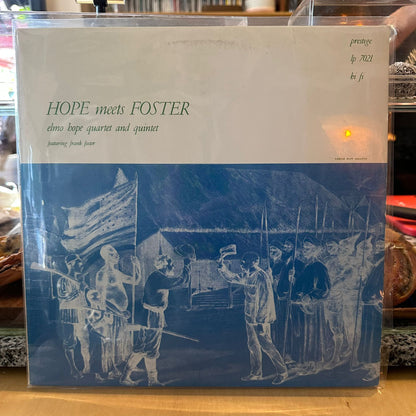 prestige
lp 7021
hi fi
HOPE meets FOSTER
elmo hope quartet and quintet
featuring frank foster